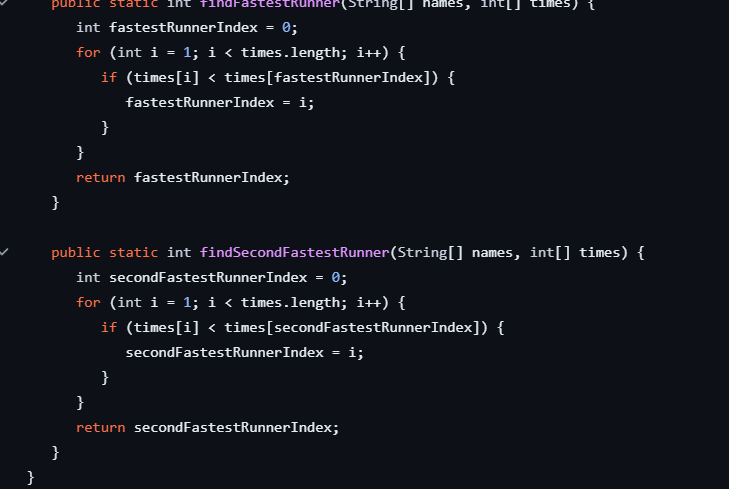 public static int findFastestRunner(String[] names, int[] times) {
int fastestRunnerIndex = 0;
for (int i = 1; i < times.length; i++) {
if (times[i] < times[fastestRunnerIndex]) {
fastestRunnerIndex = i;
}
}
return fastestRunnerIndex;
}
public static int findSecondFastestRunner(String[] names, int[] times) {
int secondFastestRunnerIndex = 0;
for (int i = 1; i < times.length; i++) {
if (times[i] < times[secondFastestRunnerIndex]) {
secondFastestRunnerIndex = i;
}
}
return secondFastestRunnerIndex;
}
}